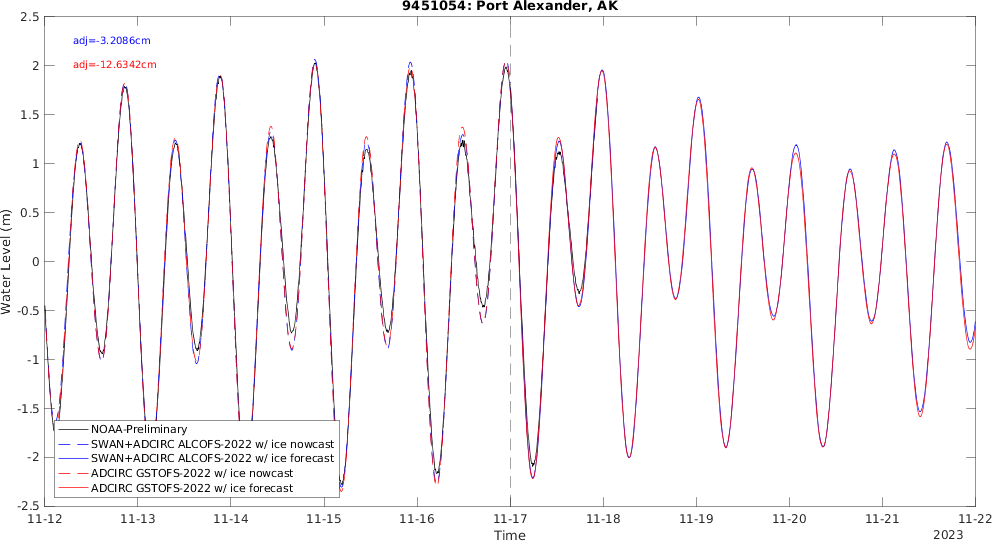 9451054: Port Alexander, AK
adj=-3.2086cm
adj=-12.6342cm
Water Level (m)
2.5
2
1.5
1
0.5
0
-0.5
-1
-1.5
-2
-2.5
NOAA-Preliminary
SWAN+ADCIRC ALCOFS-2022 w/ ice nowcast
SWAN+ADCIRC ALCOFS-2022 w/ ice forecast
ADCIRC GSTOFS-2022 w/ ice nowcast
ADCIRC GSTOFS-2022 w/ ice forecast
11-12 11-13 11-14 11-15 11-16 11-17 11-18 11-19 11-20 11-21 11-22
Time
2023